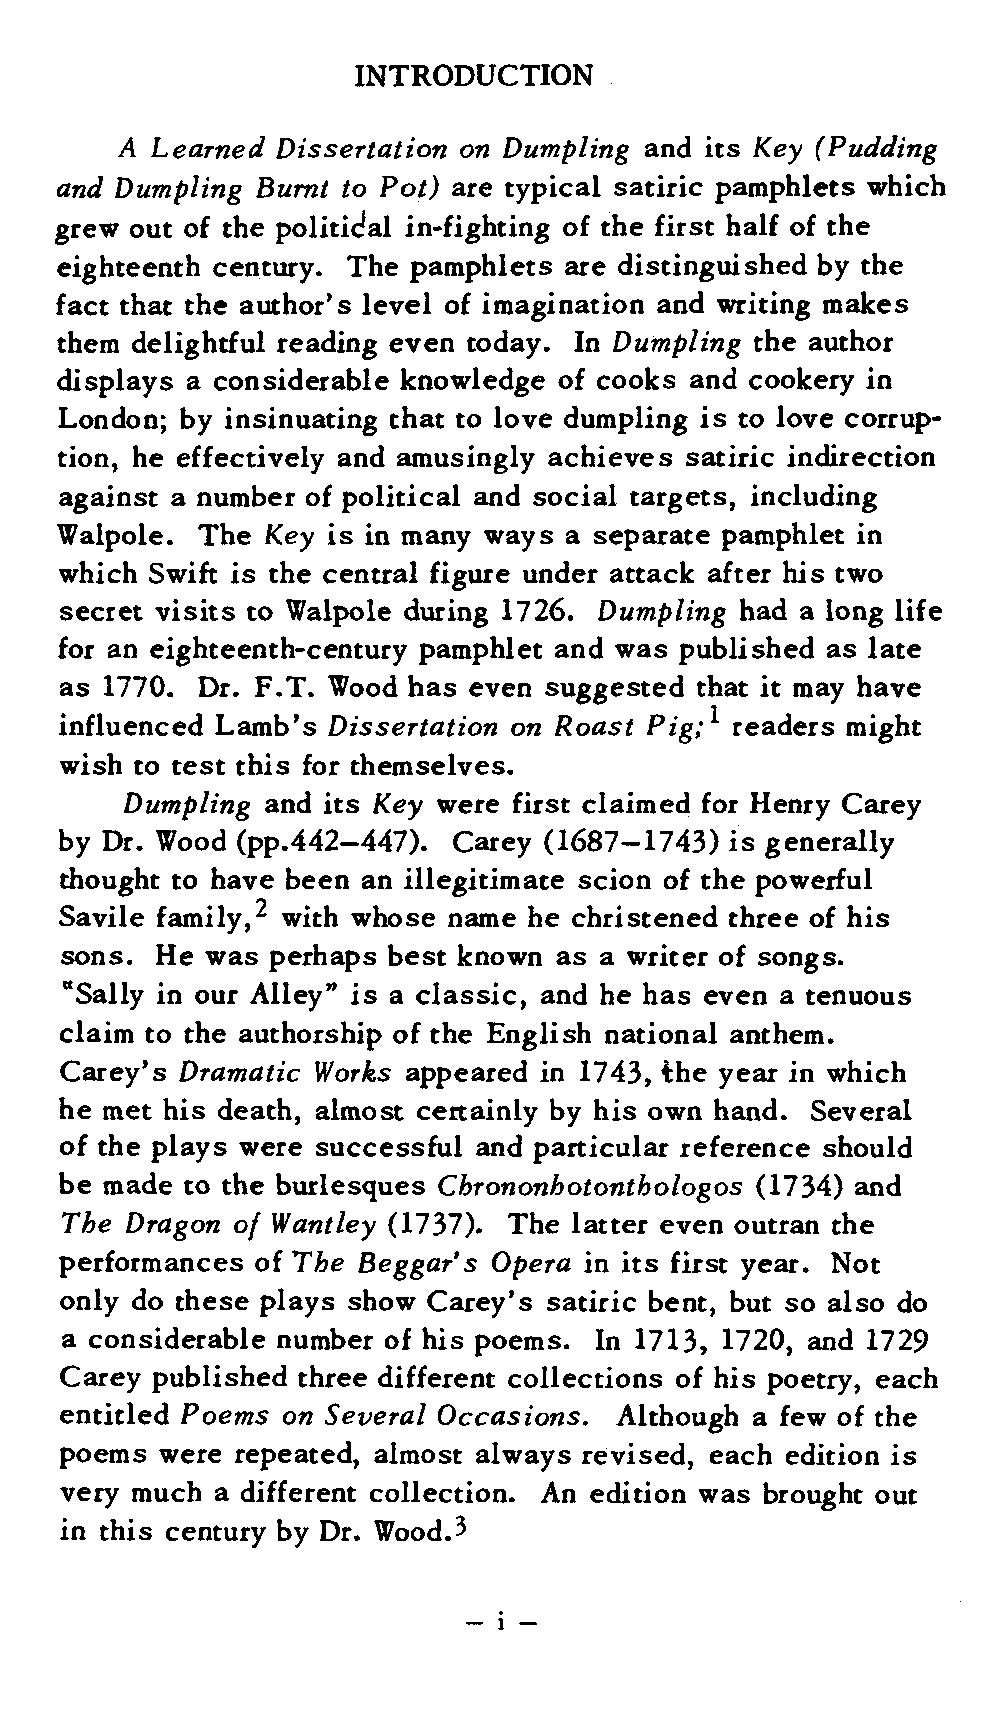 INTRODUCTION
A Learned Dissertation on Dumpling and its Key (Pudding
and Dumpling Burnt to Pot) are typical satiric pamphlets which
grew out of the political in-fighting of the first half of the
eighteenth century. The pamphlets are distinguished by the
fact that the author's level of imagination and writing makes
them delightful reading even today. In Dumpling the author
displays a considerable knowledge of cooks and cookery in
London; by insinuating that to love dumpling is to love corrup-
tion, he effectively and amusingly achieves satiric indirection
against a number of political and social targets, including
Walpole. The Key is in many ways a separate pamphlet in
which Swift is the central figure under attack after his two
secret visits to Walpole during 1726. Dumpling had a long life
for an eighteenth-century pamphlet and was published as late
as 1770. Dr. F.T. Wood has even suggested that it may have
influenced Lamb's Dissertation on Roast Pig;1 readers might
wish to test this for themselves.
Dumpling and its Key were first claimed for Henry Carey
by Dr. Wood (pp.442–447). Carey (1687–1743) is generally
thought to have been an illegitimate scion of the powerful
Savile family,2 with whose name he christened three of his
sons. He was perhaps best known as a writer of songs.
"Sally in our Alley" is a classic, and he has even a tenuous
claim to the authorship of the English national anthem.
Carey's Dramatic Works appeared in 1743, the year in which
he met his death, almost certainly by his own hand. Several
of the plays were successful and particular reference should
be made to the burlesques Chrononhotonthologos (1734) and
The Dragon of Wantley (1737). The latter even outran the
performances of The Beggar's Opera in its first year. Not
only do these plays show Carey's satiric bent, but so also do
a considerable number of his poems. In 1713, 1720, and 1729
Carey published three different collections of his poetry, each
entitled Poems on Several Occasions. Although a few of the
poems were repeated, almost always revised, each edition is
very much a different collection. An edition was brought out
in this century by Dr. Wood.3
– i –